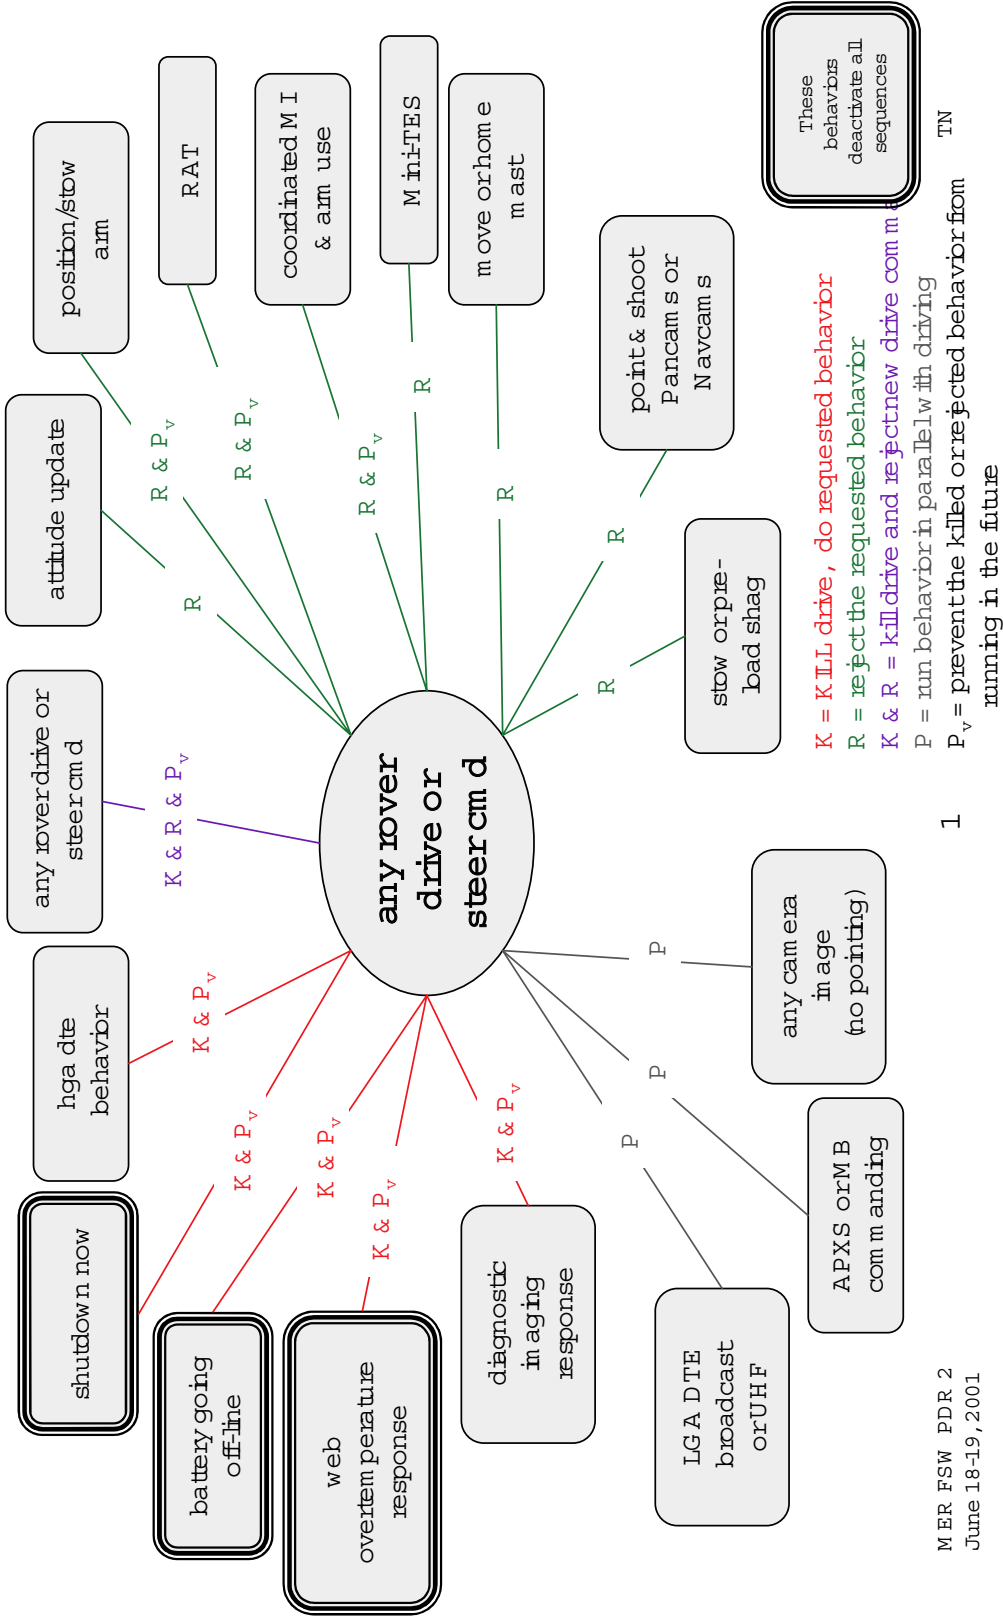 shutdown now
hga dte
behavior
any rover drive or
steer cmd
attitude update
position/stow
arm
RAT
coordinated MI
& arm use
Mini-TES
move or home
mast
point & shoot
Pancams or
Navcams
stow or pre-
load shag
any camera
image
(no pointing)
APXS or MB
commanding
LGA DTE
broadcast
or UHF
diagnostic
imaging
response
web
overtemperature
response
battery going
off-line
any rover
drive or
steer cmd
K & Pv
K & Pv
K & Pv
K & Pv
K & Pv
K & R & Pv
R
R & Pv
R & Pv
R & Pv
R
R
R
R
P
P
P
K = KILL drive, do requested behavior
R = reject the requested behavior
K & R = kill drive and reject new drive comma
P = run behavior in parallel with driving
Pv = prevent the killed or rejected behavior from
running in the future
These
behaviors
deactivate all
sequences
MER FSW PDR 2
June 18-19, 2001
1
TN